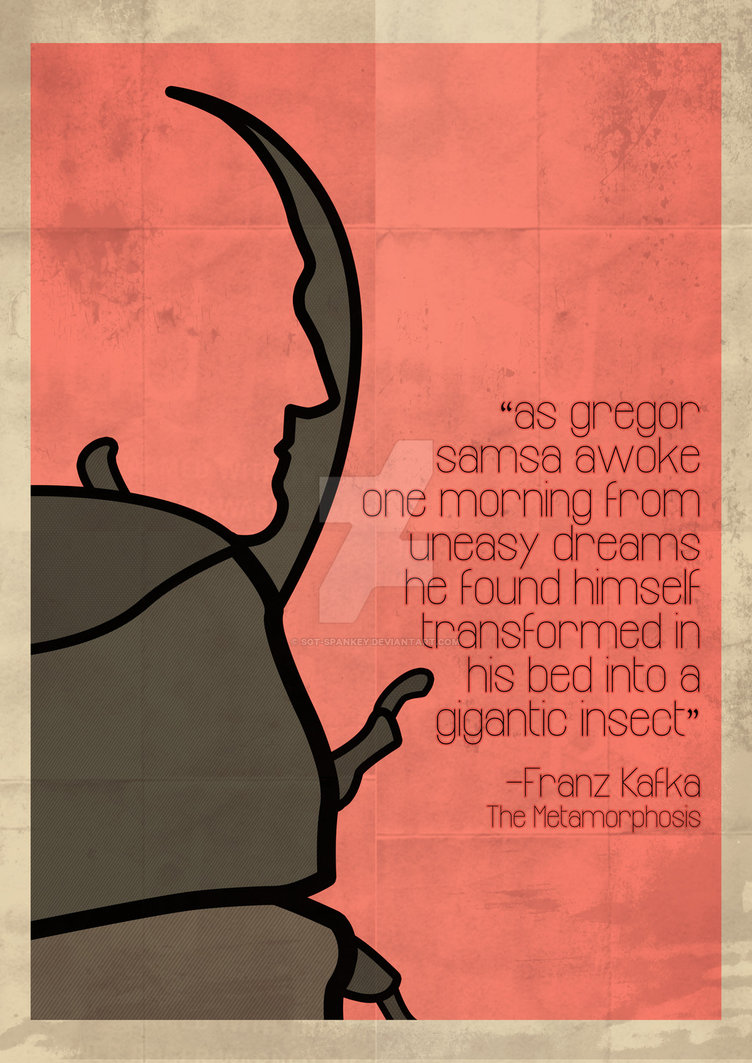 “as gregor
samsa awoke
one morning from
uneasy dreams
he found himself
transformed in
his bed into a
gigantic insect”
-Franz Kafka
The Metamorphosis
© SGT-SPANKEY.DEVIANTART.COM